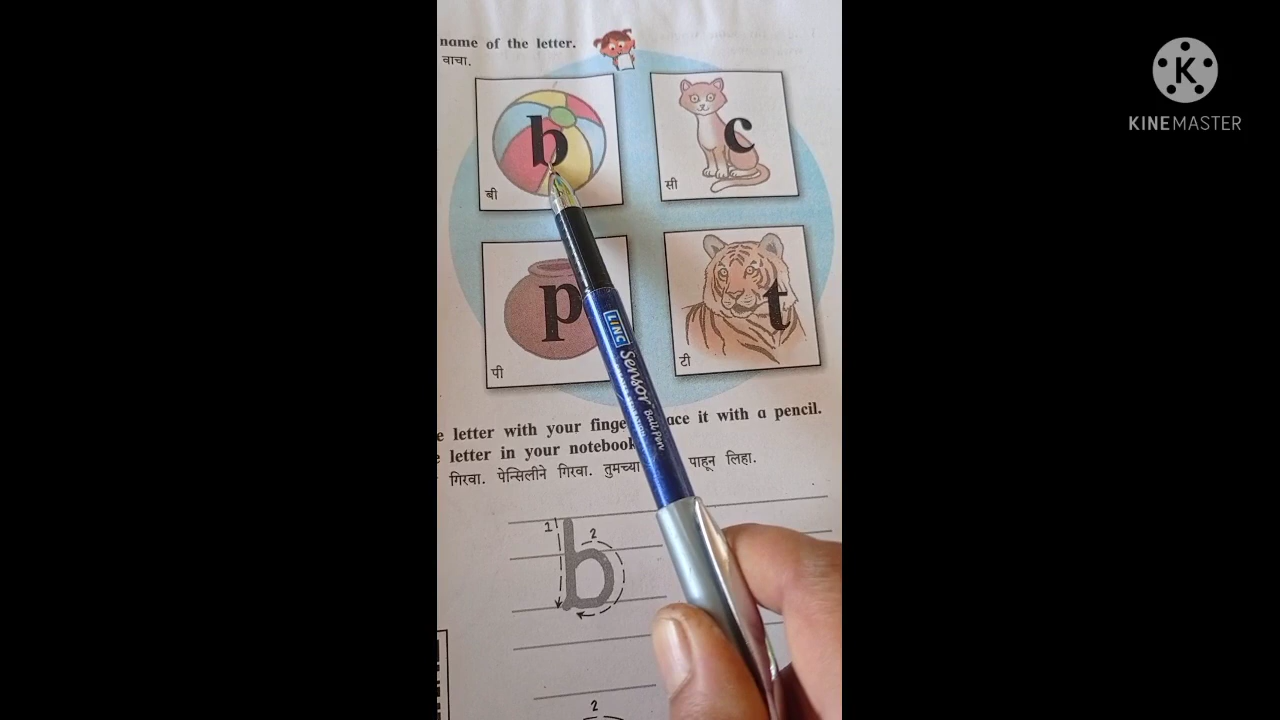 name of the letter.
वाचा.
b
c
बी
सी
p
t
पी
टी
letter with your ace it with a pencil.
letter in your notebook
गिरवा. पेन्सिलीने गिरवा. तुमच्या पाहून लिहा.
1 2
b
2
LINC
Sensor Ball Pen
K
KINEMASTER